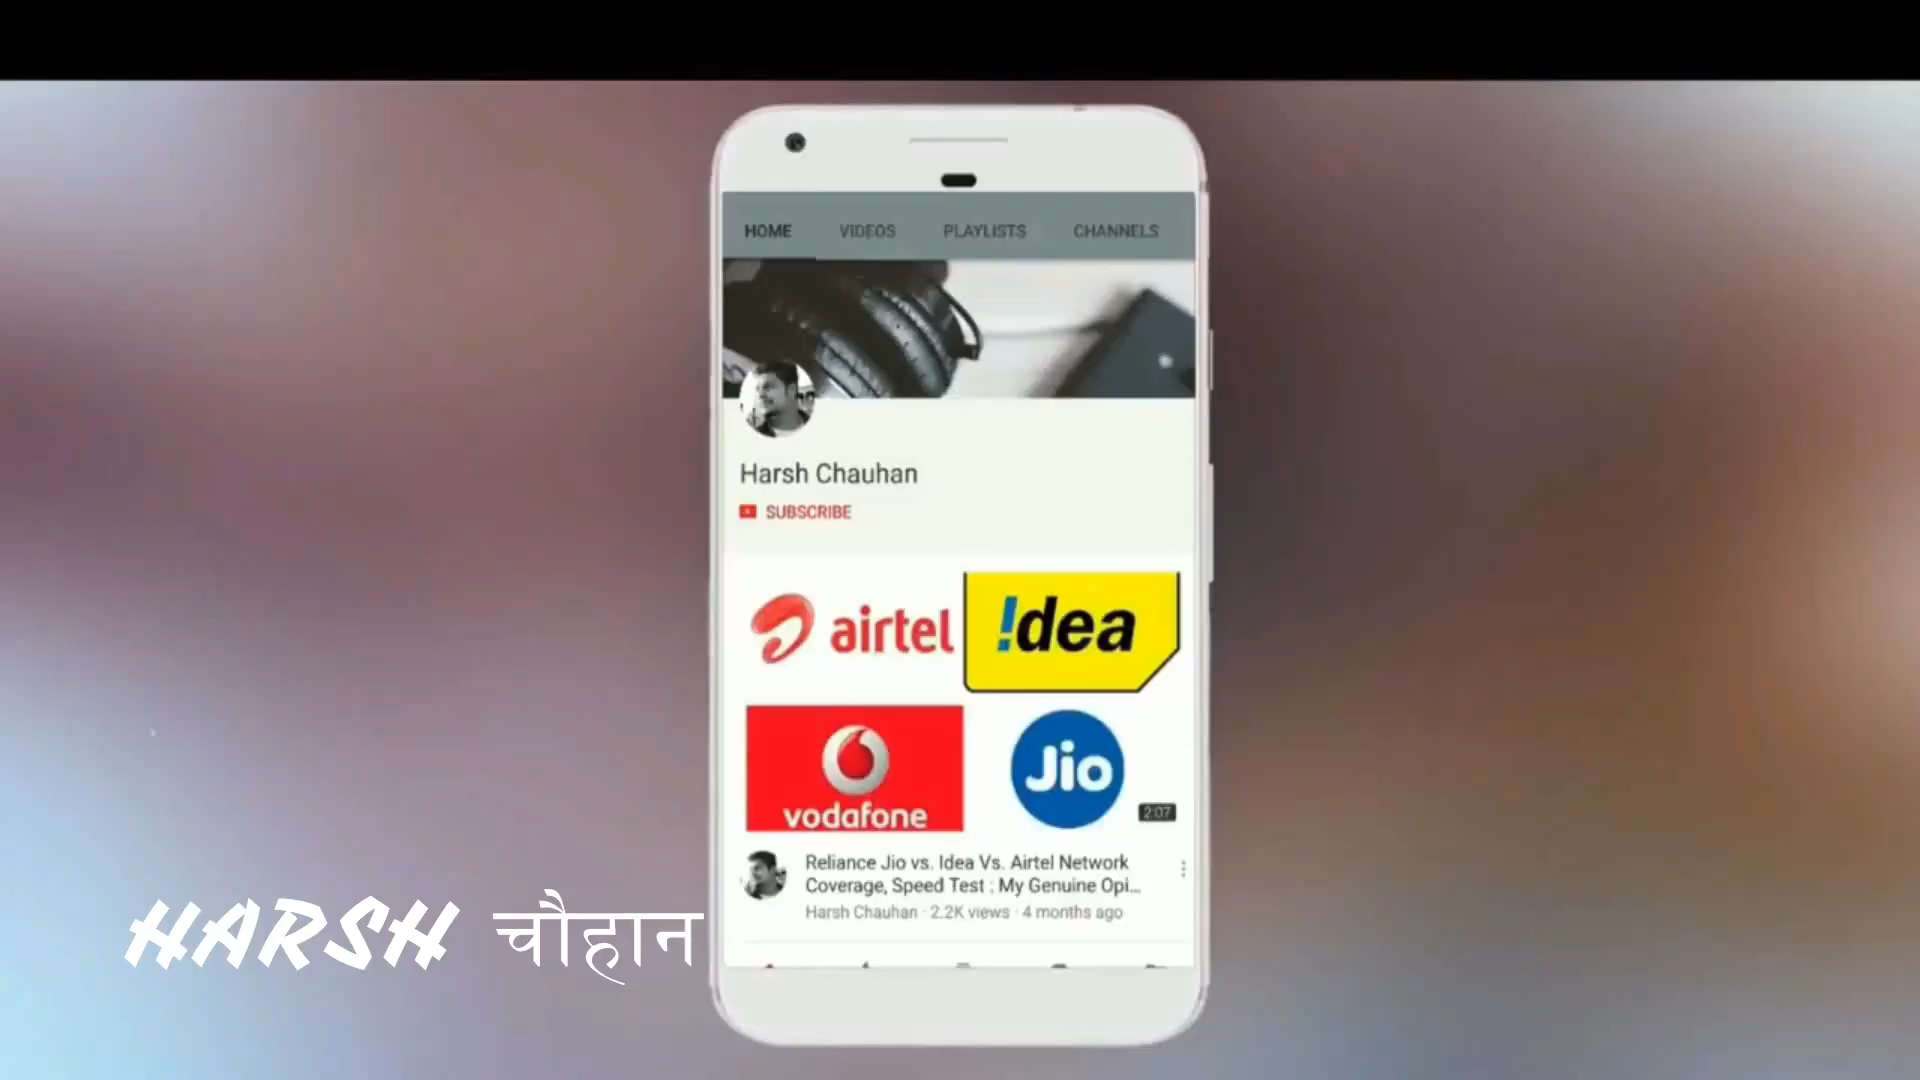 HOME VIDEOS PLAYLISTS CHANNELS
Harsh Chauhan
SUBSCRIBE
airtel
!dea
vodafone
Jio
2:07
Reliance Jio vs. Idea Vs. Airtel Network
Coverage, Speed Test : My Genuine Opi...
Harsh Chauhan · 2.2K views · 4 months ago
HARSH चौहान